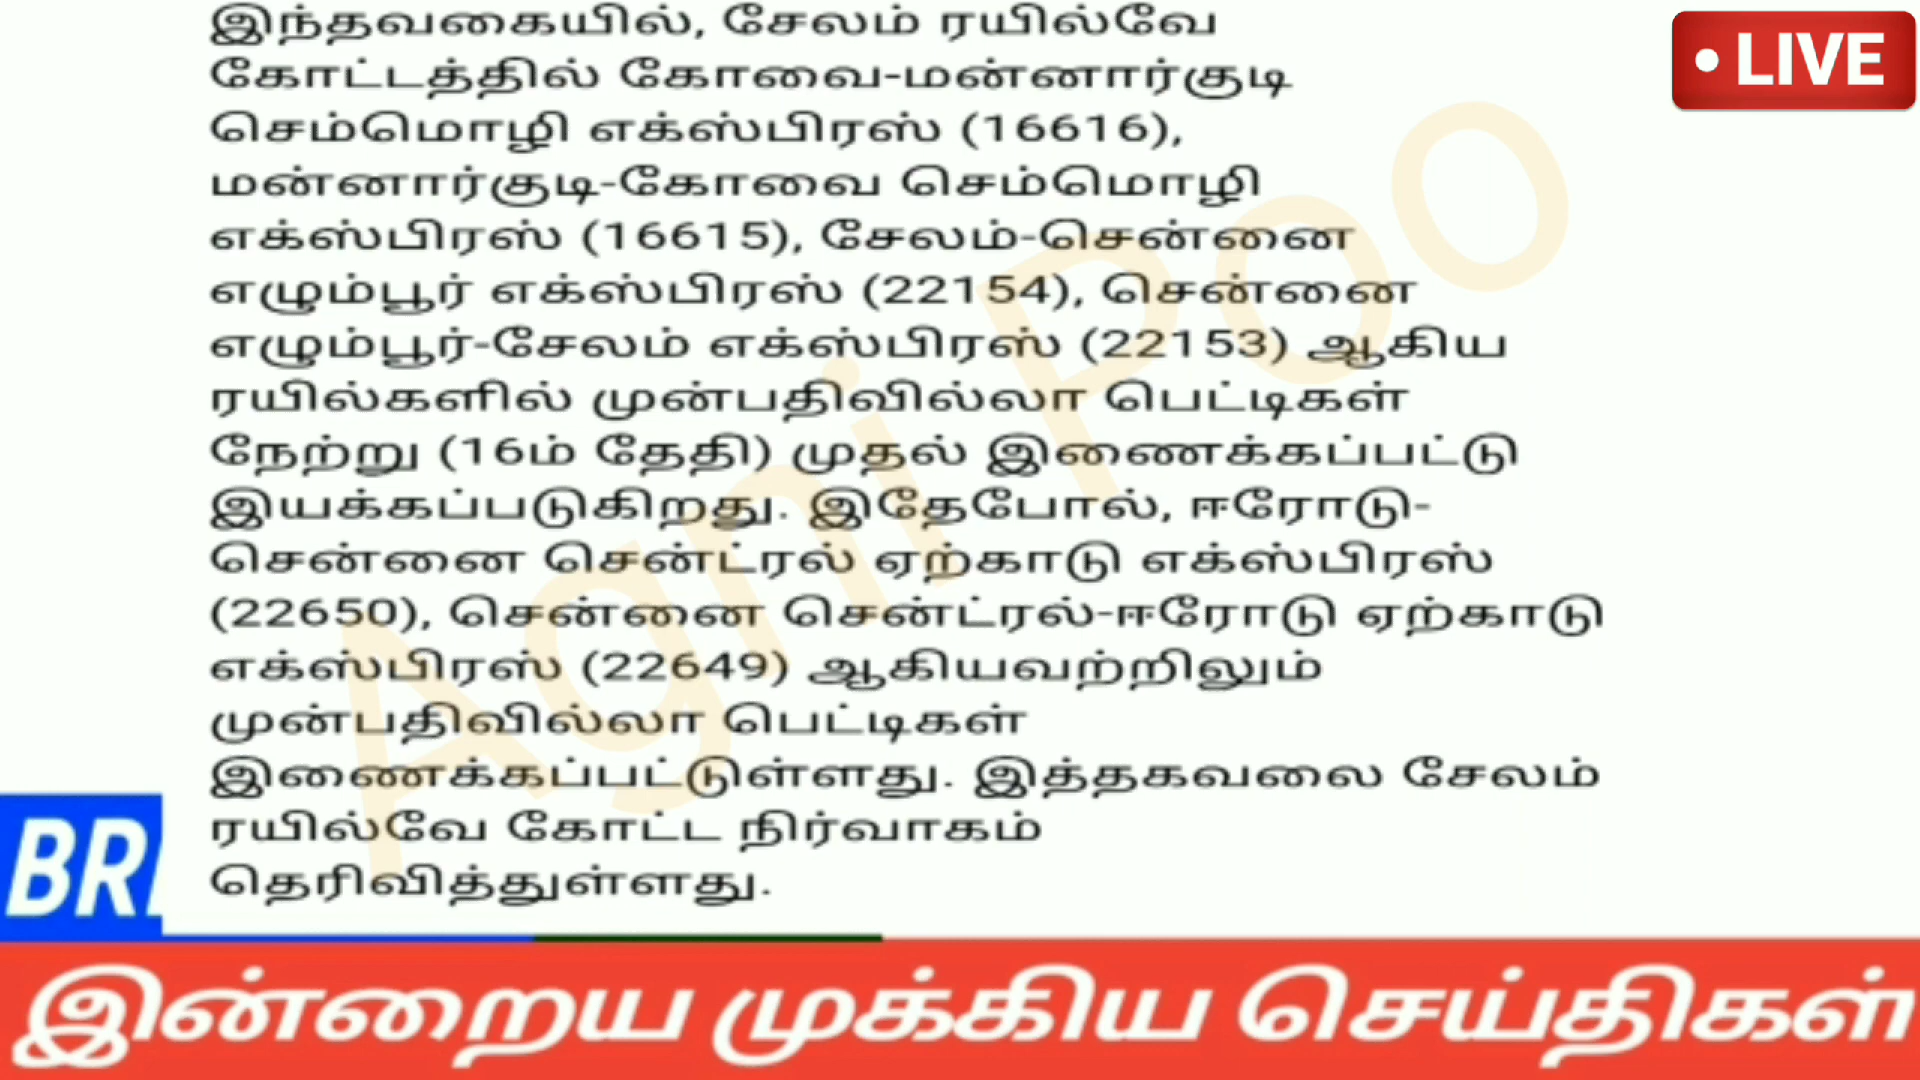 இந்தவகையில், சேலம் ரயில்வே
கோட்டத்தில் கோவை-மன்னார்குடி
செம்மொழி எக்ஸ்பிரஸ் (16616),
மன்னார்குடி-கோவை செம்மொழி
எக்ஸ்பிரஸ் (16615), சேலம்-சென்னை
எழும்பூர் எக்ஸ்பிரஸ் (22154), சென்னை
எழும்பூர்-சேலம் எக்ஸ்பிரஸ் (22153) ஆகிய
ரயில்களில் முன்பதிவில்லா பெட்டிகள்
நேற்று (16ம் தேதி) முதல் இணைக்கப்பட்டு
இயக்கப்படுகிறது. இதேபோல், ஈரோடு-
சென்னை சென்ட்ரல் ஏற்காடு எக்ஸ்பிரஸ்
(22650), சென்னை சென்ட்ரல்-ஈரோடு ஏற்காடு
எக்ஸ்பிரஸ் (22649) ஆகியவற்றிலும்
முன்பதிவில்லா பெட்டிகள்
இணைக்கப்பட்டுள்ளது. இத்தகவலை சேலம்
ரயில்வே கோட்ட நிர்வாகம்
தெரிவித்துள்ளது.
LIVE
Agni Poo
BR
இன்றைய முக்கிய செய்திகள்